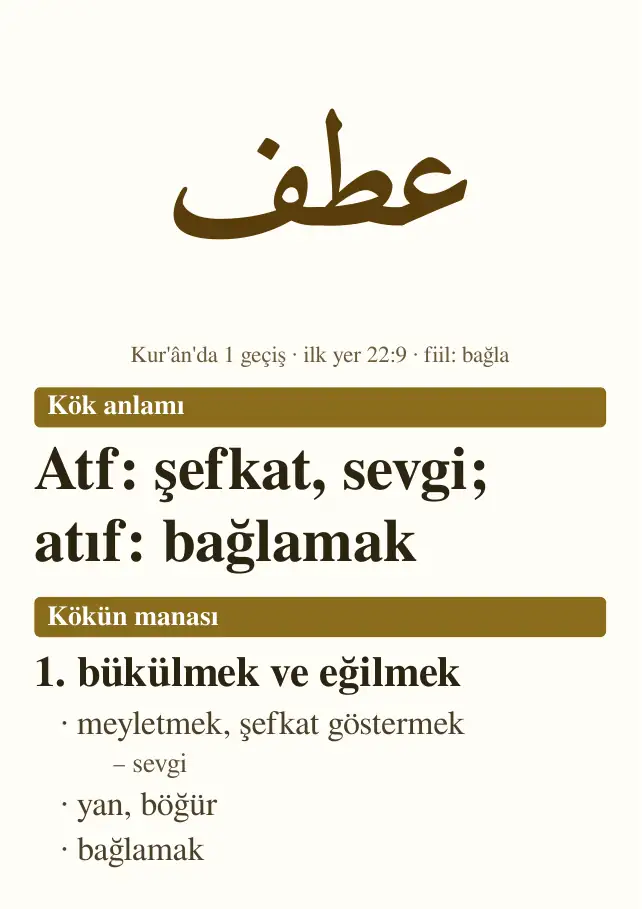 عطف
Kur'ân'da 1 geçiş · ilk yer 22:9 · fiil: bağla
Kök anlamı
Atf: şefkat, sevgi;
atıf: bağlamak
Kökün manası
1. bükülmek ve eğilmek
· meyletmek, şefkat göstermek
– sevgi
· yan, böğür
· bağlamak